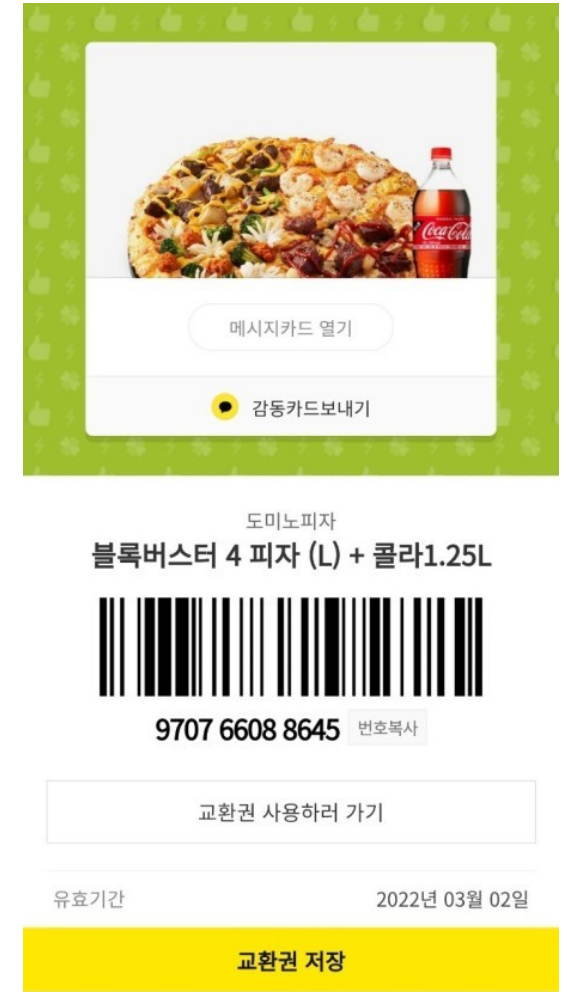 Coca-Cola
메시지카드 열기
감동카드보내기
도미노피자
블록버스터 4 피자 (L) + 콜라1.25L
9707 6608 8645 번호복사
교환권 사용하러 가기
유효기간 2022년 03월 02일
교환권 저장